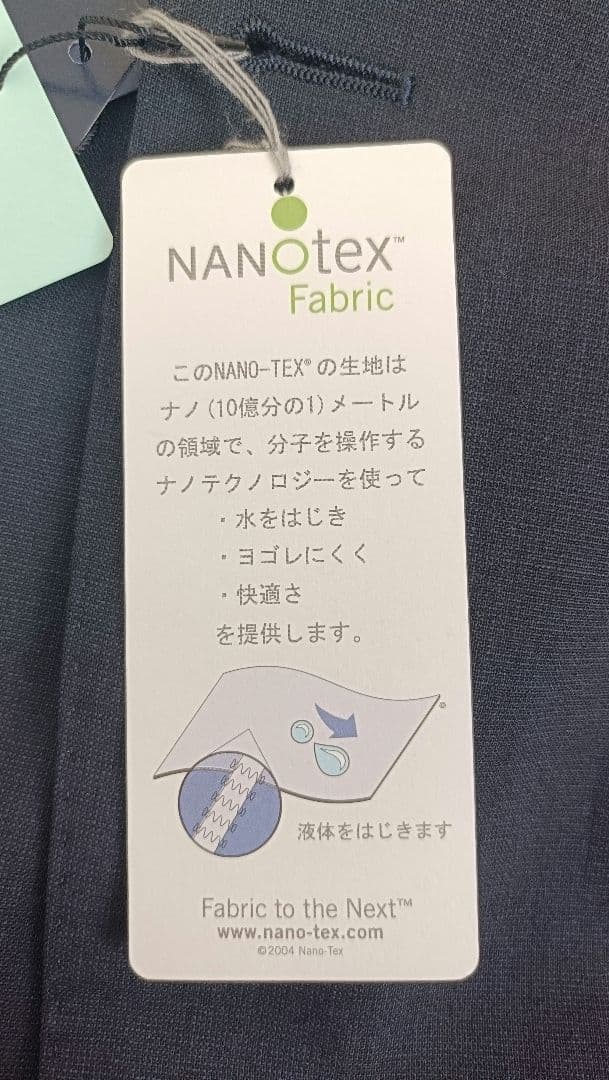 NANOtex™
Fabric
このNANO-TEX®の生地は
ナノ(10億分の1)メートル
の領域で、分子を操作する
ナノテクノロジーを使って
・水をはじき
・ヨゴレにくく
・快適さ
を提供します。
®
液体をはじきます
Fabric to the Next™
www.nano-tex.com
©2004 Nano-Tex